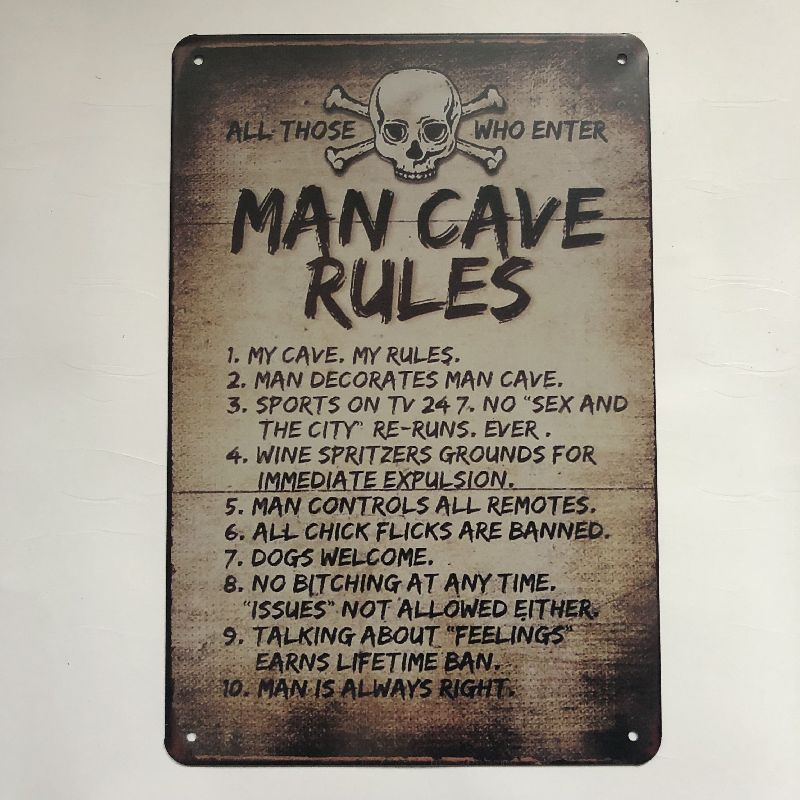 ALL THOSE WHO ENTER
MAN CAVE
RULES
1. MY CAVE. MY RULES.
2. MAN DECORATES MAN CAVE.
3. SPORTS ON TV 24 7. NO "SEX AND
THE CITY" RE-RUNS. EVER.
4. WINE SPRITZERS GROUNDS FOR
IMMEDIATE EXPULSION.
5. MAN CONTROLS ALL REMOTES.
6. ALL CHICK FLICKS ARE BANNED.
7. DOGS WELCOME.
8. NO BITCHING AT ANY TIME.
"ISSUES" NOT ALLOWED EITHER.
9. TALKING ABOUT "FEELINGS"
EARNS LIFETIME BAN.
10. MAN IS ALWAYS RIGHT.